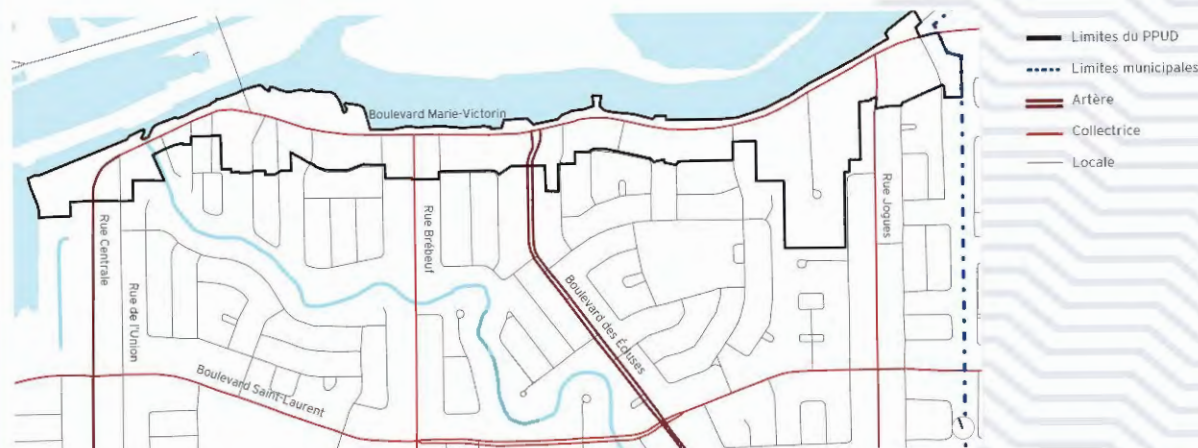 Limites du PPUD
Limites municipales
Artère
Collectrice
Locale
Boulevard Marie-Victorin
Rue Centrale
Rue de l'Union
Rue Brébeuf
Boulevard des Écluses
Rue Jogues
Boulevard Saint-Laurent